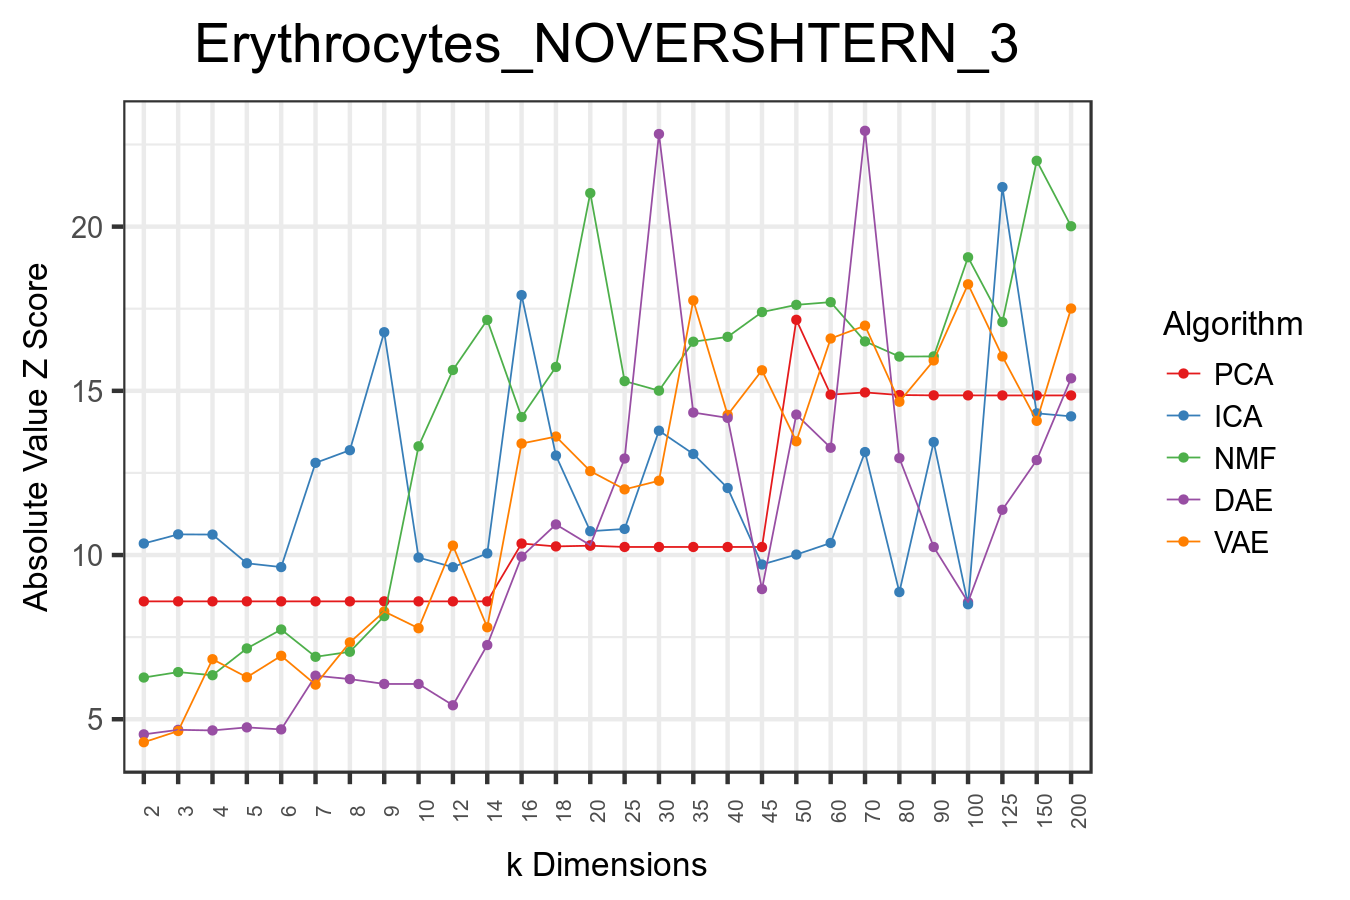 Erythrocytes_NOVERSHTERN_3
Absolute Value Z Score
20
15
10
5
2 3 4 5 6 7 8 9 10 12 14 16 18 20 25 30 35 40 45 50 60 70 80 90 100 125 150 200
k Dimensions
Algorithm
PCA
ICA
NMF
DAE
VAE